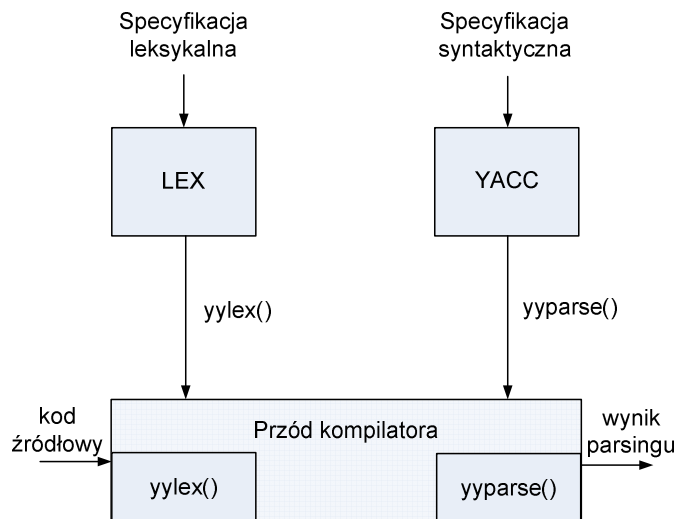 Specyfikacja
leksykalna
Specyfikacja
syntaktyczna
LEX
YACC
yylex()
yyparse()
kod
źródłowy
Przód kompilatora
wynik
parsingu
yylex()
yyparse()